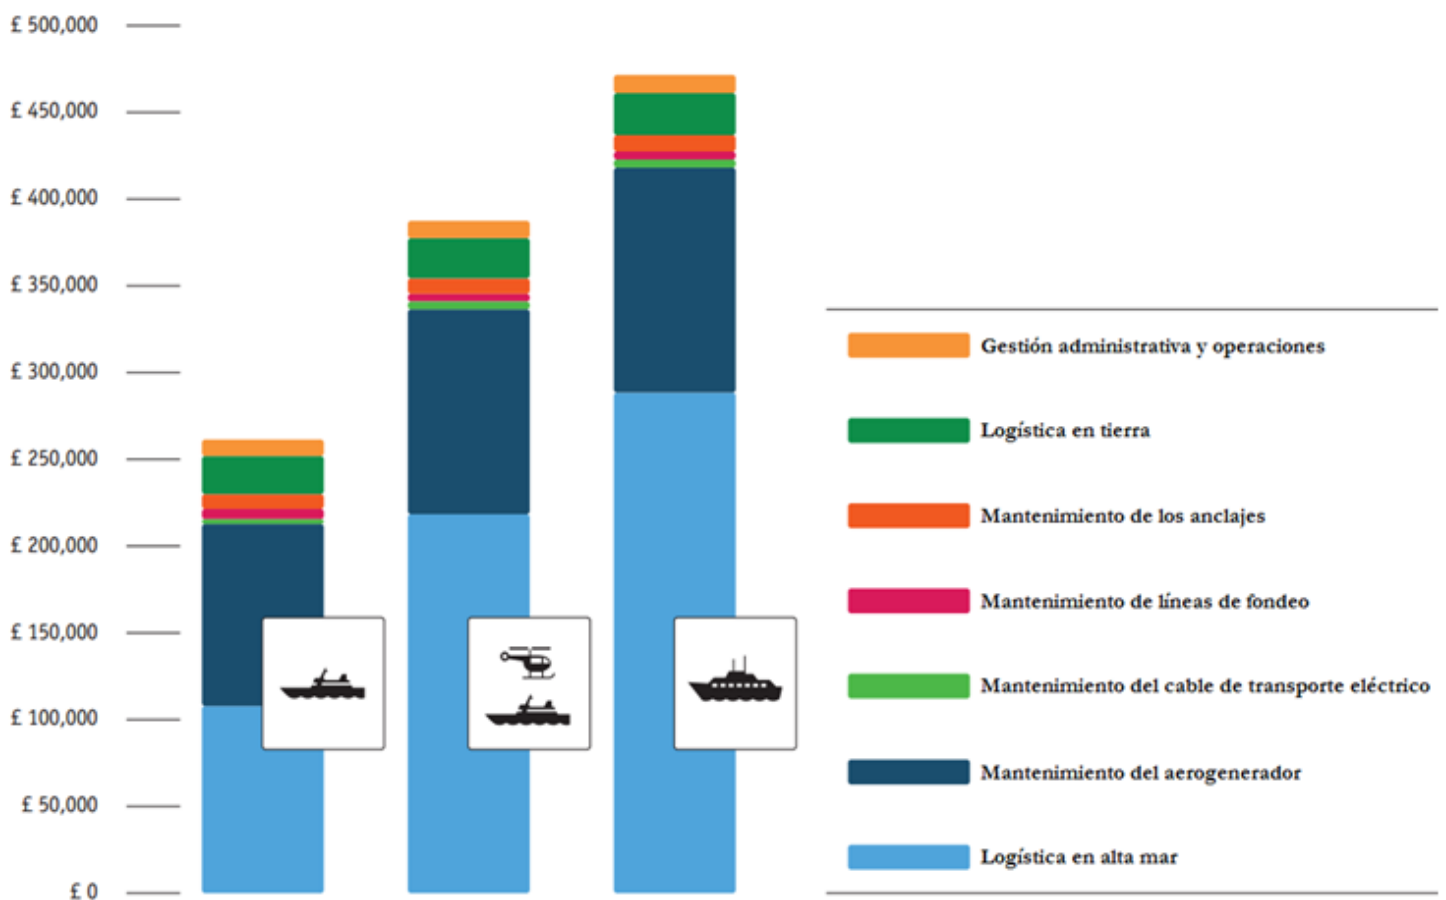 £ 500,000
£ 450,000
£ 400,000
£ 350,000
£ 300,000
£ 250,000
£ 200,000
£ 150,000
£ 100,000
£ 50,000
£ 0
Gestión administrativa y operaciones
Logística en tierra
Mantenimiento de los anclajes
Mantenimiento de líneas de fondeo
Mantenimiento del cable de transporte eléctrico
Mantenimiento del aerogenerador
Logística en alta mar